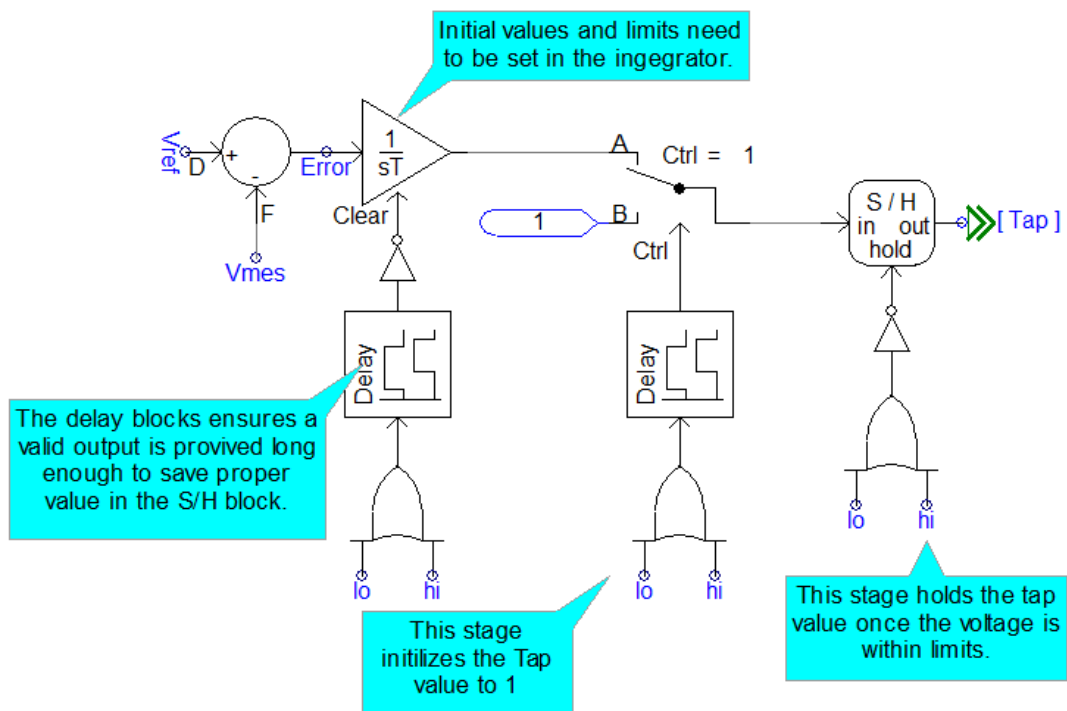 Initial values and limits need
to be set in the ingegrator.
Vref
D
+
-
F
Vmes
Error
1
sT
Clear
A
Ctrl = 1
B
1
Ctrl
S / H
in out
hold
[ Tap ]
Delay
Delay
The delay blocks ensures a
valid output is provived long
enough to save proper
value in the S/H block.
lo hi
lo hi
lo hi
This stage
initilizes the Tap
value to 1
This stage holds the tap
value once the voltage is
within limits.